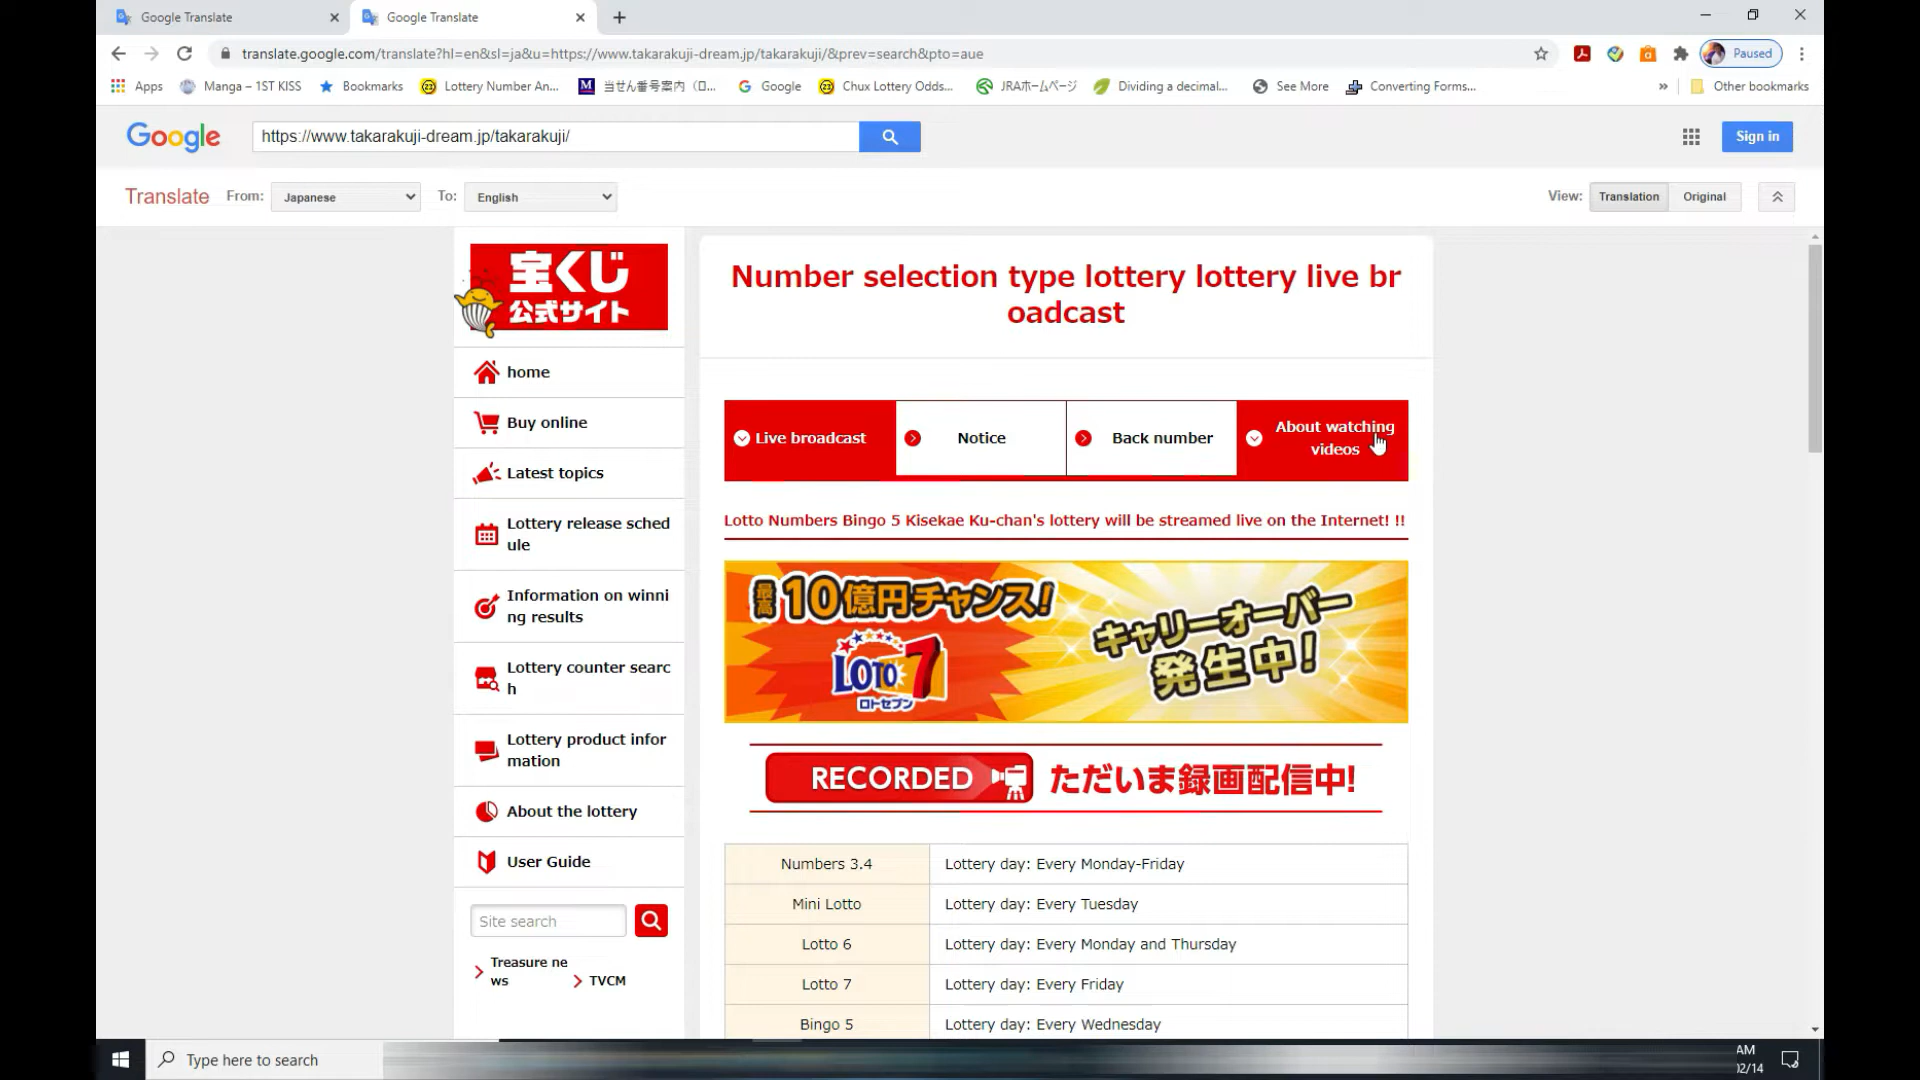 Google Translate
Google Translate
translate.google.com/translate?hl=en&sl=ja&u=https://www.takarakuji-dream.jp/takarakuji/&prev=search&pto=aue
Paused
Apps
Manga – 1ST KISS
Bookmarks
Lottery Number An...
当せん番号案内（ロ...
Google
Chux Lottery Odds...
JRAホームページ
Dividing a decimal...
See More
Converting Forms...
»
Other bookmarks
Google
https://www.takarakuji-dream.jp/takarakuji/
Sign in
Translate
From:
Japanese
To:
English
View:
Translation
Original
宝くじ
公式サイト
home
Buy online
Latest topics
Lottery release sched
ule
Information on winni
ng results
Lottery counter searc
h
Lottery product infor
mation
About the lottery
User Guide
Site search
Treasure ne
ws
TVCM
Number selection type lottery lottery live br
oadcast
Live broadcast
Notice
Back number
About watching
videos
Lotto Numbers Bingo 5 Kisekae Ku-chan's lottery will be streamed live on the Internet! !!
最高10億円チャンス!
LOTO 7
ロトセブン
キャリーオーバー
発生中!
RECORDED ただいま録画配信中!
Numbers 3.4 Lottery day: Every Monday-Friday
Mini Lotto Lottery day: Every Tuesday
Lotto 6 Lottery day: Every Monday and Thursday
Lotto 7 Lottery day: Every Friday
Bingo 5 Lottery day: Every Wednesday
Type here to search
AM
02/14